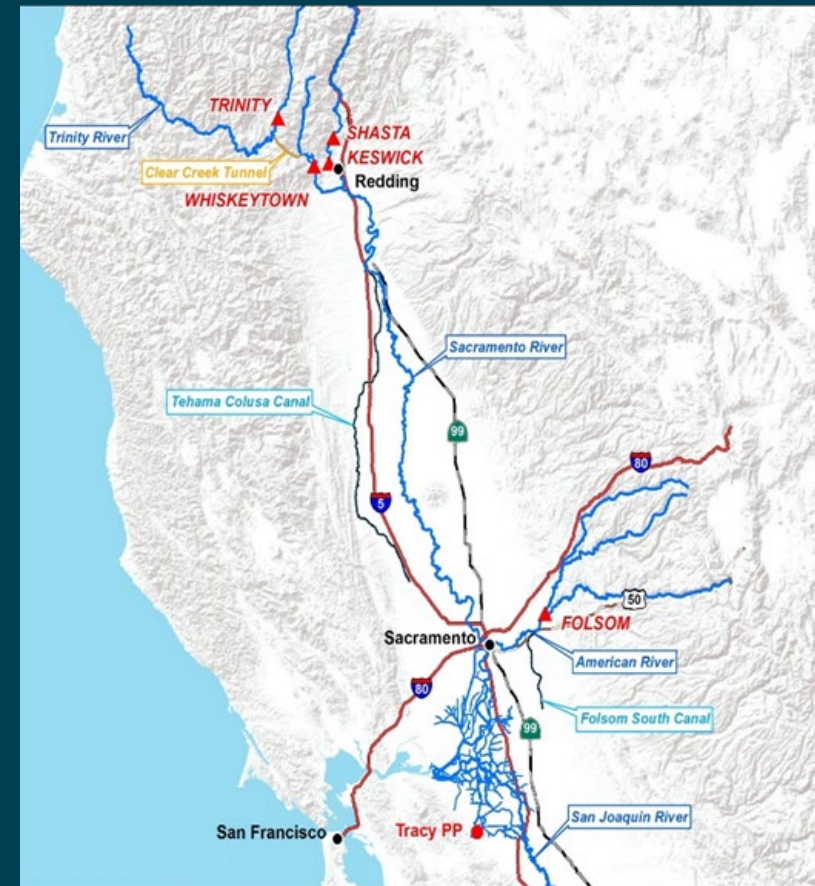 TRINITY
Trinity River
SHASTA
Clear Creek Tunnel
KESWICK
Redding
WHISKEYTOWN
Sacramento River
Tehama Colusa Canal
99
80
5
50
FOLSOM
Sacramento
American River
80
Folsom South Canal
99
San Joaquin River
San Francisco
Tracy PP